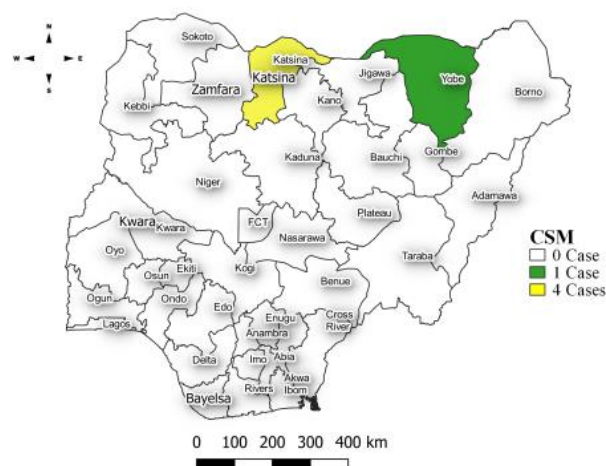 N
W E
S
Sokoto
Katsina
Katsina
Jigawa
Yobe
Zamfara
Borno
Kebbi
Kano
Gombe
Kaduna
Bauchi
Niger
Adamawa
Plateau
Kwara
Kwara
FCT
Nasarawa
Taraba
Oyo
Ekiti
Kogi
Osun
Benue
Ogun
Ondo
Edo
Enugu
Cross
River
Lagos
Anambra
Delta
Imo
Abia
Akwa
Ibom
Bayelsa
Rivers
CSM
0 Case
1 Case
4 Cases
0 100 200 300 400 km